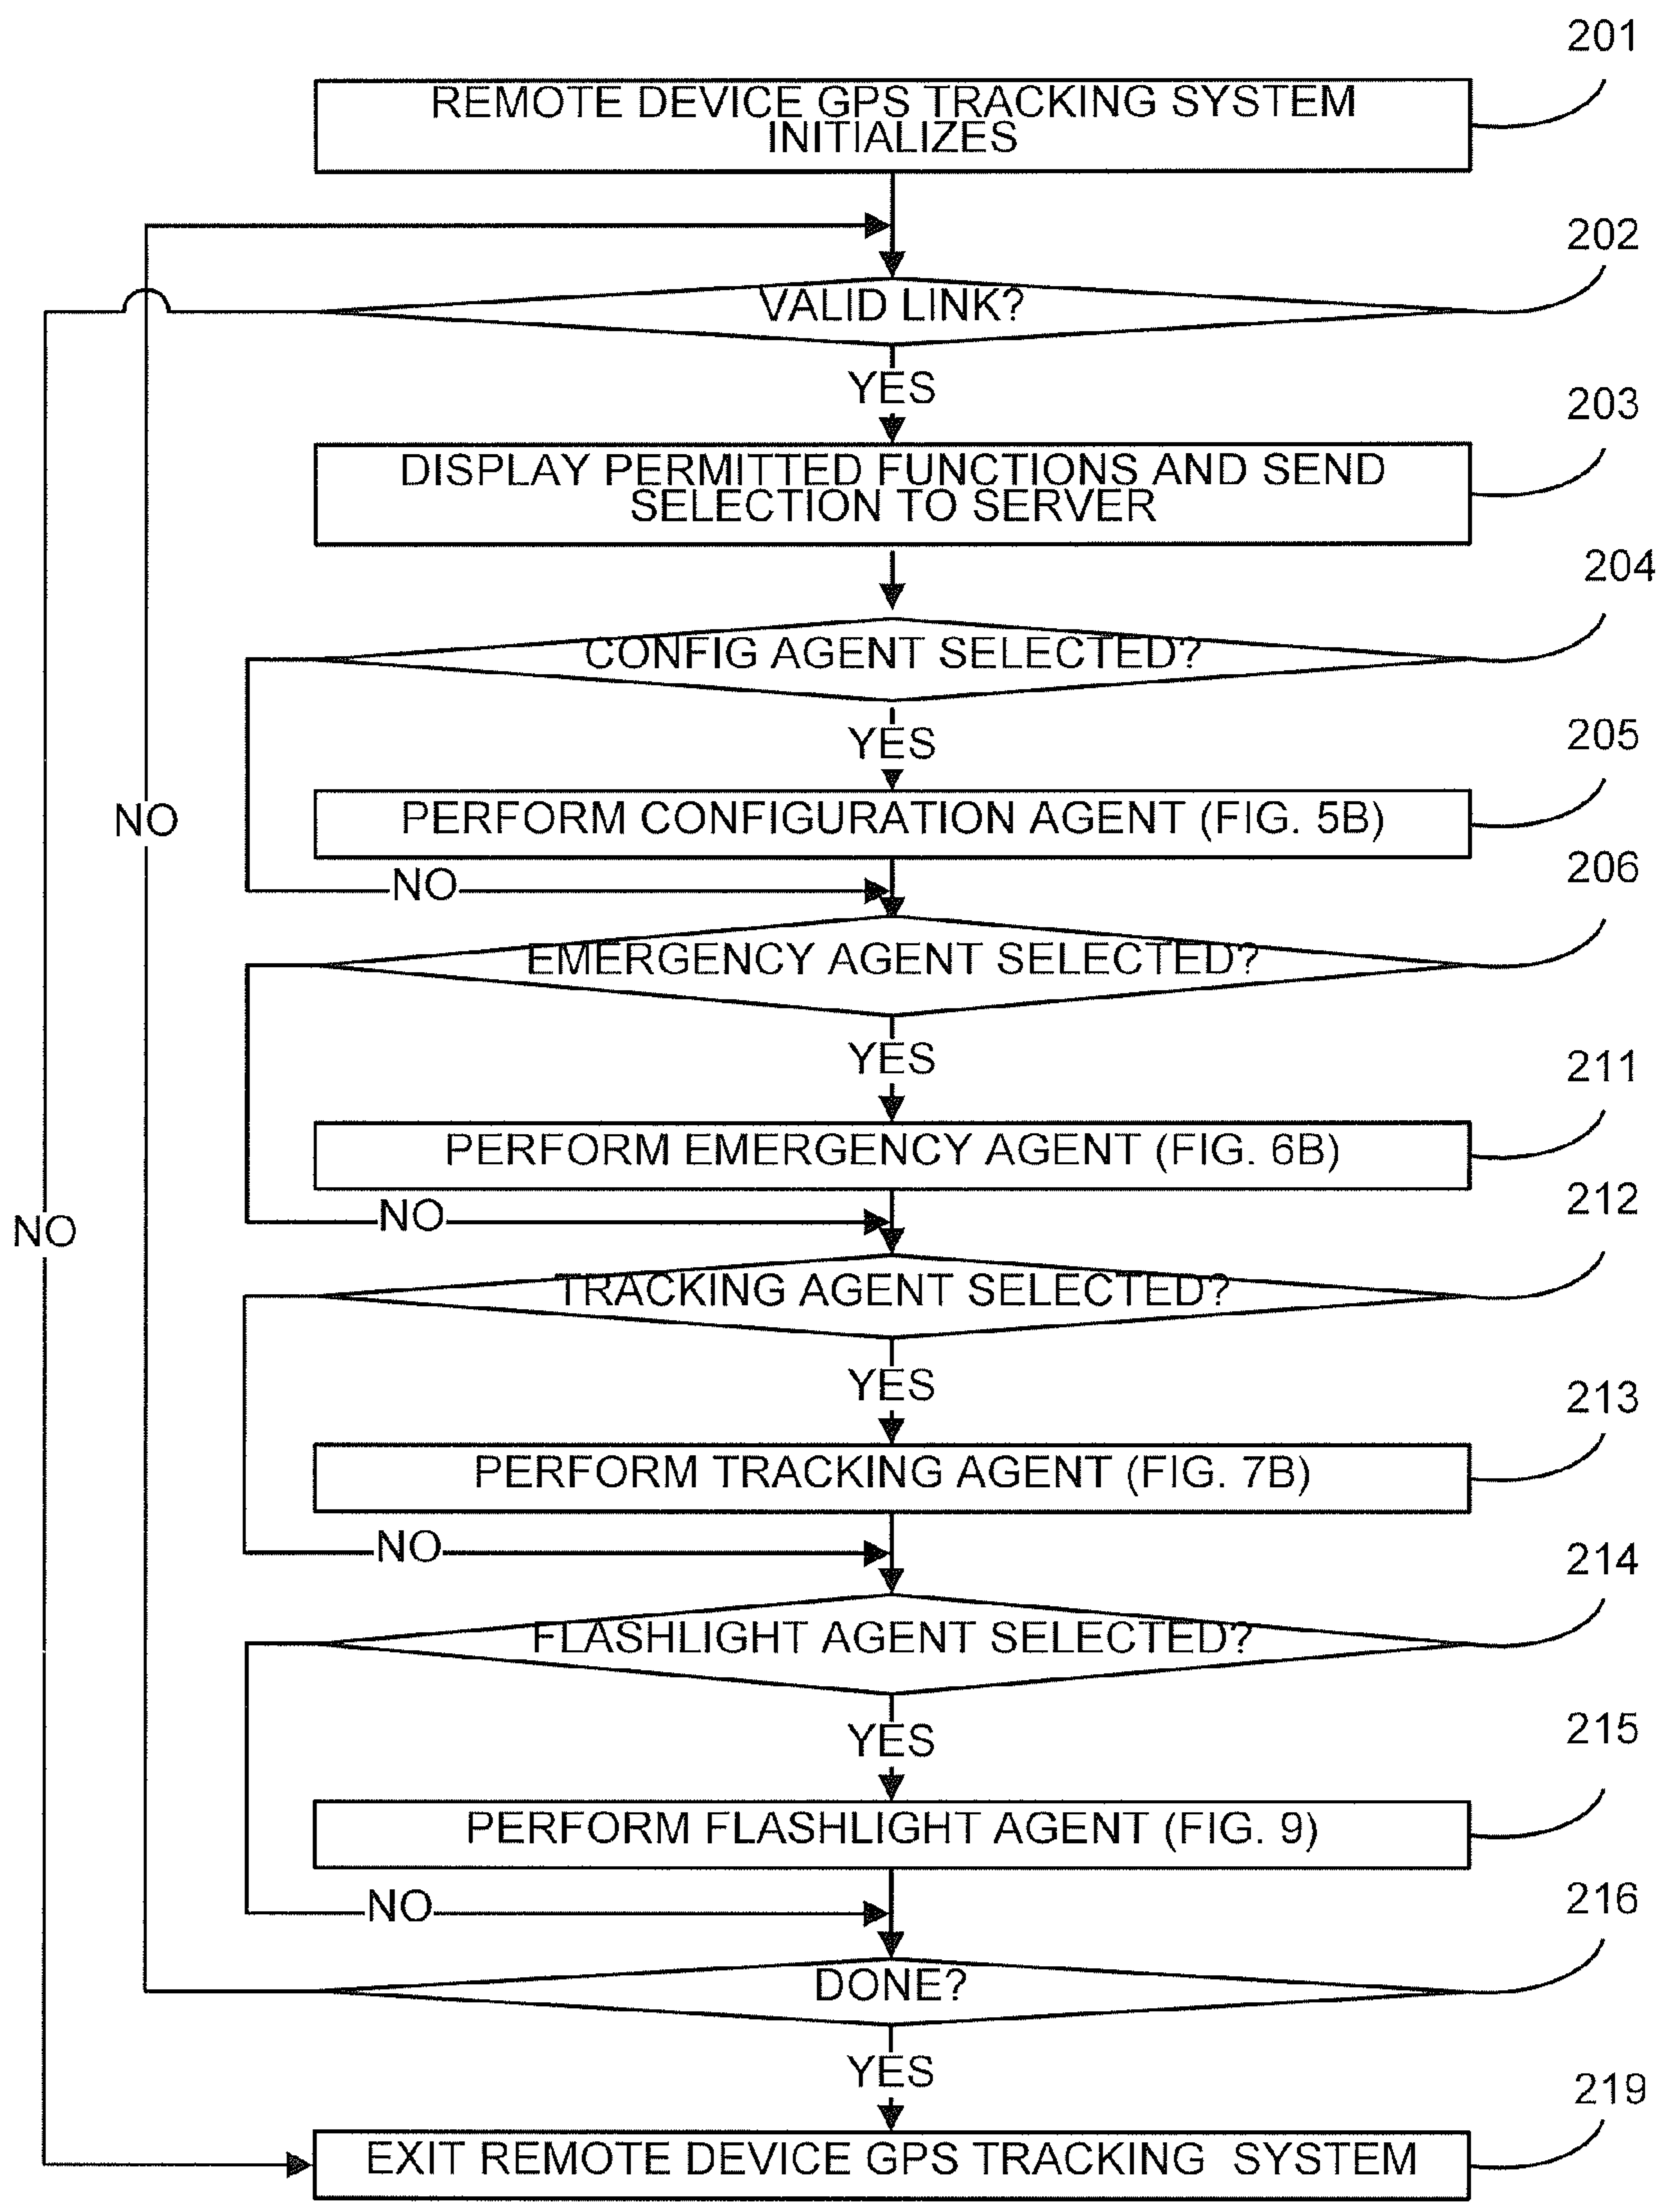 201
REMOTE DEVICE GPS TRACKING SYSTEM
INITIALIZES
202
VALID LINK?
YES
203
DISPLAY PERMITTED FUNCTIONS AND SEND
SELECTION TO SERVER
204
CONFIG AGENT SELECTED?
YES
205
PERFORM CONFIGURATION AGENT (FIG. 5B)
NO
NO
206
EMERGENCY AGENT SELECTED?
YES
211
PERFORM EMERGENCY AGENT (FIG. 6B)
NO
NO
212
TRACKING AGENT SELECTED?
YES
213
PERFORM TRACKING AGENT (FIG. 7B)
NO
214
FLASHLIGHT AGENT SELECTED?
YES
215
PERFORM FLASHLIGHT AGENT (FIG. 9)
NO
216
DONE?
YES
219
EXIT REMOTE DEVICE GPS TRACKING SYSTEM